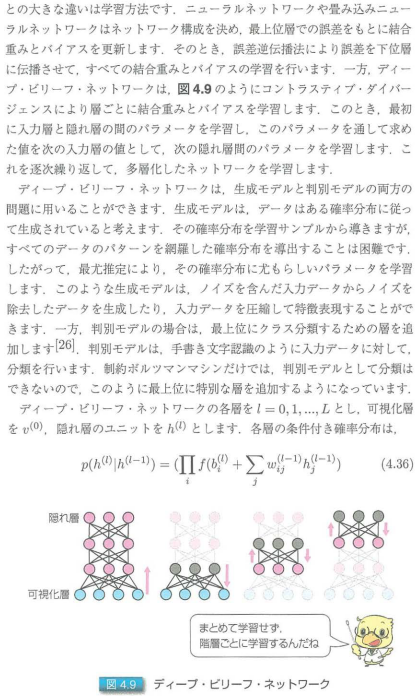 との大きな違いは学習方法です．ニューラルネットワークや畳み込みニュー
ラルネットワークはネットワーク構成を決め，最上位層での誤差をもとに結合
重みとバイアスを更新します．そのとき，誤差逆伝播法により誤差を下位層
に伝播させて，すべての結合重みとバイアスの学習を行います．一方，ディー
プ・ビリーフ・ネットワークは，図 4.9 のようにコントラスティブ・ダイバー
ジェンスにより層ごとに結合重みとバイアスを学習します．このとき，最初
に入力層と隠れ層の間のパラメータを学習し，このパラメータを通して求め
た値を次の入力層の値として，次の隠れ層間のパラメータを学習します．こ
れを逐次繰り返して，多層化したネットワークを学習します．
ディープ・ビリーフ・ネットワークは，生成モデルと判別モデルの両方の
問題に用いることができます．生成モデルは，データはある確率分布に従っ
て生成されていると考えます．その確率分布を学習サンプルから導きますが，
すべてのデータのパターンを網羅した確率分布を導出することは困難です．
したがって，最尤推定により，その確率分布に尤もらしいパラメータを学習
します．このような生成モデルは，ノイズを含んだ入力データからノイズを
除去したデータを生成したり，入力データを圧縮して特徴表現することがで
きます．一方，判別モデルの場合は，最上位にクラス分類するための層を追
加します[26]．判別モデルは，手書き文字認識のように入力データに対して，
分類を行います．制約ボルツマンマシンだけでは，判別モデルとして分類は
できないので，このように最上位に特別な層を追加するようになっています．
ディープ・ビリーフ・ネットワークの各層を l = 0, 1, ..., L とし，可視化層
を v^(0)，隠れ層のユニットを h^(l) とします．各層の条件付き確率分布は，
p(h^(l)|h^(l−1)) = (∏_i f(b_i^(l) + ∑_j w_ij^(l−1) h_j^(l−1)) (4.36)
隠れ層
可視化層
まとめて学習せず，
階層ごとに学習するんだね
図 4.9 ディープ・ビリーフ・ネットワーク